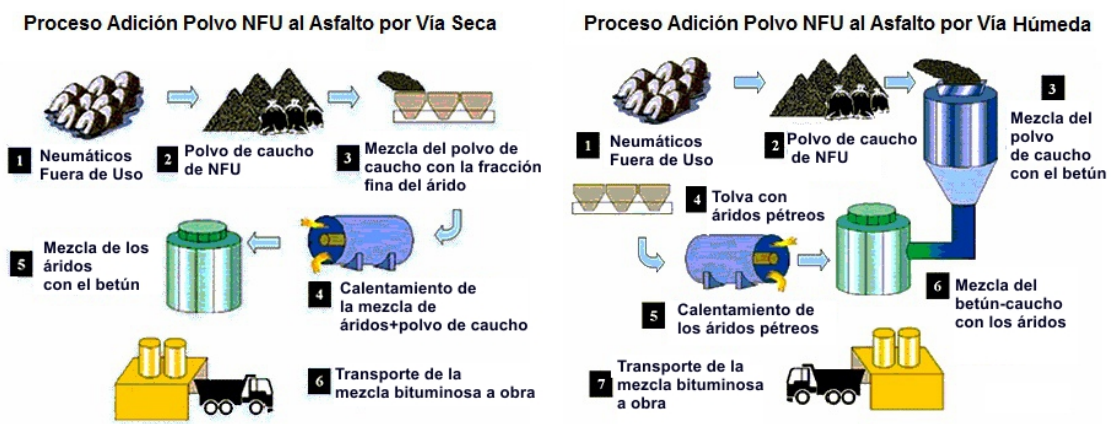 Proceso Adición Polvo NFU al Asfalto por Vía Seca
1 Neumáticos
Fuera de Uso
2 Polvo de caucho
de NFU
3 Mezcla del polvo de
caucho con la fracción
fina del árido
4 Calentamiento de
la mezcla de
áridos+polvo de caucho
5 Mezcla de los
áridos
con el betún
6 Transporte de la
mezcla bituminosa a obra
Proceso Adición Polvo NFU al Asfalto por Vía Húmeda
1 Neumáticos
Fuera de Uso
2 Polvo de caucho
de NFU
3
Mezcla del
polvo
de caucho
con el betún
4 Tolva con
áridos pétreos
5 Calentamiento de
los áridos pétreos
6 Mezcla del
betún-caucho
con los áridos
7 Transporte de la
mezcla bituminosa
a obra